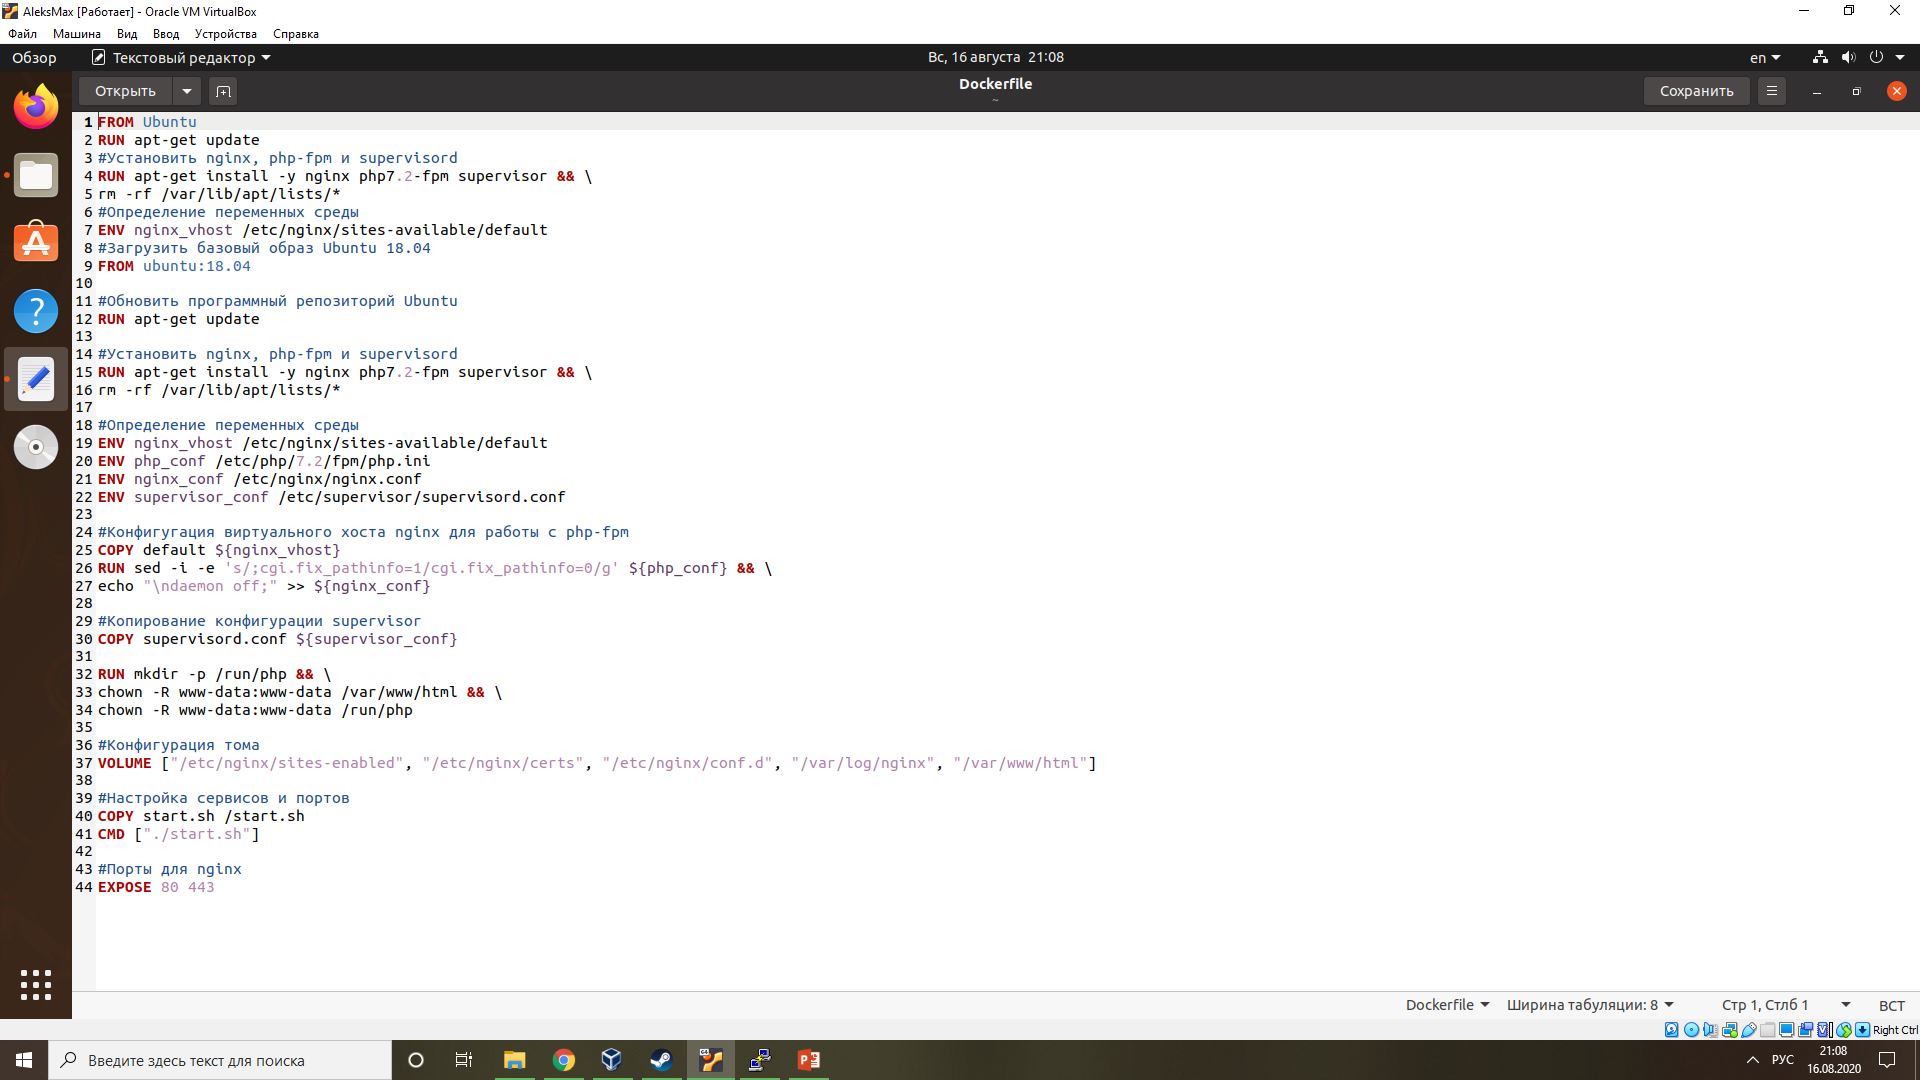 AleksMax [Работает] - Oracle VM VirtualBox
Файл Машина Вид Ввод Устройства Справка
Обзор Текстовый редактор Вс, 16 августа 21:08 en
Открыть Dockerfile Сохранить
~
1 FROM Ubuntu
2 RUN apt-get update
3 #Установить nginx, php-fpm и supervisord
4 RUN apt-get install -y nginx php7.2-fpm supervisor && \
5 rm -rf /var/lib/apt/lists/*
6 #Определение переменных среды
7 ENV nginx_vhost /etc/nginx/sites-available/default
8 #Загрузить базовый образ Ubuntu 18.04
9 FROM ubuntu:18.04
10
11 #Обновить программный репозиторий Ubuntu
12 RUN apt-get update
13
14 #Установить nginx, php-fpm и supervisord
15 RUN apt-get install -y nginx php7.2-fpm supervisor && \
16 rm -rf /var/lib/apt/lists/*
17
18 #Определение переменных среды
19 ENV nginx_vhost /etc/nginx/sites-available/default
20 ENV php_conf /etc/php/7.2/fpm/php.ini
21 ENV nginx_conf /etc/nginx/nginx.conf
22 ENV supervisor_conf /etc/supervisor/supervisord.conf
23
24 #Конфигугация виртуального хоста nginx для работы с php-fpm
25 COPY default ${nginx_vhost}
26 RUN sed -i -e 's/;cgi.fix_pathinfo=1/cgi.fix_pathinfo=0/g' ${php_conf} && \
27 echo "\ndaemon off;" >> ${nginx_conf}
28
29 #Копирование конфигурации supervisor
30 COPY supervisord.conf ${supervisor_conf}
31
32 RUN mkdir -p /run/php && \
33 chown -R www-data:www-data /var/www/html && \
34 chown -R www-data:www-data /run/php
35
36 #Конфигурация тома
37 VOLUME ["/etc/nginx/sites-enabled", "/etc/nginx/certs", "/etc/nginx/conf.d", "/var/log/nginx", "/var/www/html"]
38
39 #Настройка сервисов и портов
40 COPY start.sh /start.sh
41 CMD ["./start.sh"]
42
43 #Порты для nginx
44 EXPOSE 80 443
Dockerfile Ширина табуляции: 8 Стр 1, Стлб 1 ВСТ
Right Ctrl
Введите здесь текст для поиска РУС 21:08
16.08.2020